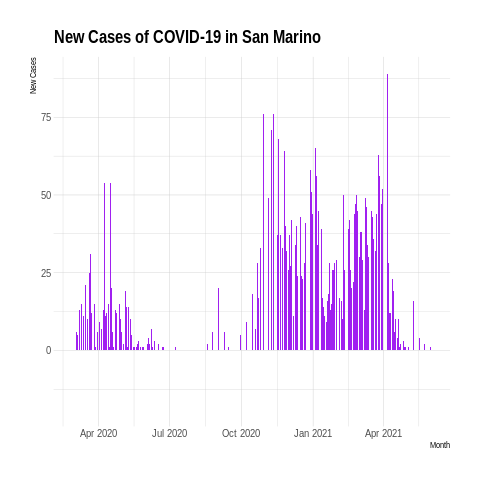 New Cases of COVID-19 in San Marino
New Cases
75
50
25
0
Apr 2020
Jul 2020
Oct 2020
Jan 2021
Apr 2021
Month